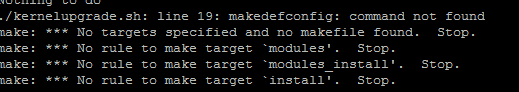 Nothing to do
./kernelupgrade.sh: line 19: makedefconfig: command not found
make: *** No targets specified and no makefile found.  Stop.
make: *** No rule to make target `modules'.  Stop.
make: *** No rule to make target `modules_install'.  Stop.
make: *** No rule to make target `install'.  Stop.